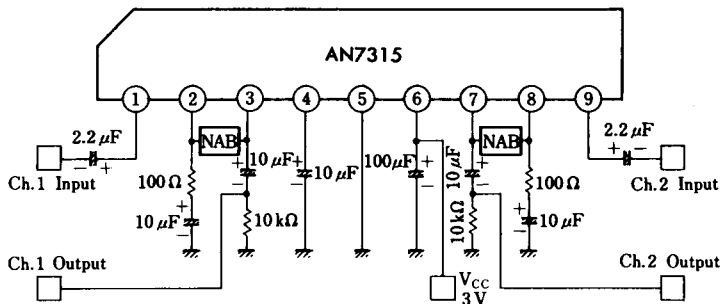 AN7315
1 2 3 4 5 6 7 8 9
2.2 μF
NAB
NAB
2.2 μF
− +
+ −
Ch.1 Input
Ch.2 Input
10 μF
+
−
+
10 μF
100 μF
+
−
10 μF
+
−
100 Ω
100 Ω
+
10 μF
−
10 kΩ
10 kΩ
+
10 μF
−
Ch.1 Output
Ch.2 Output
VCC
3 V